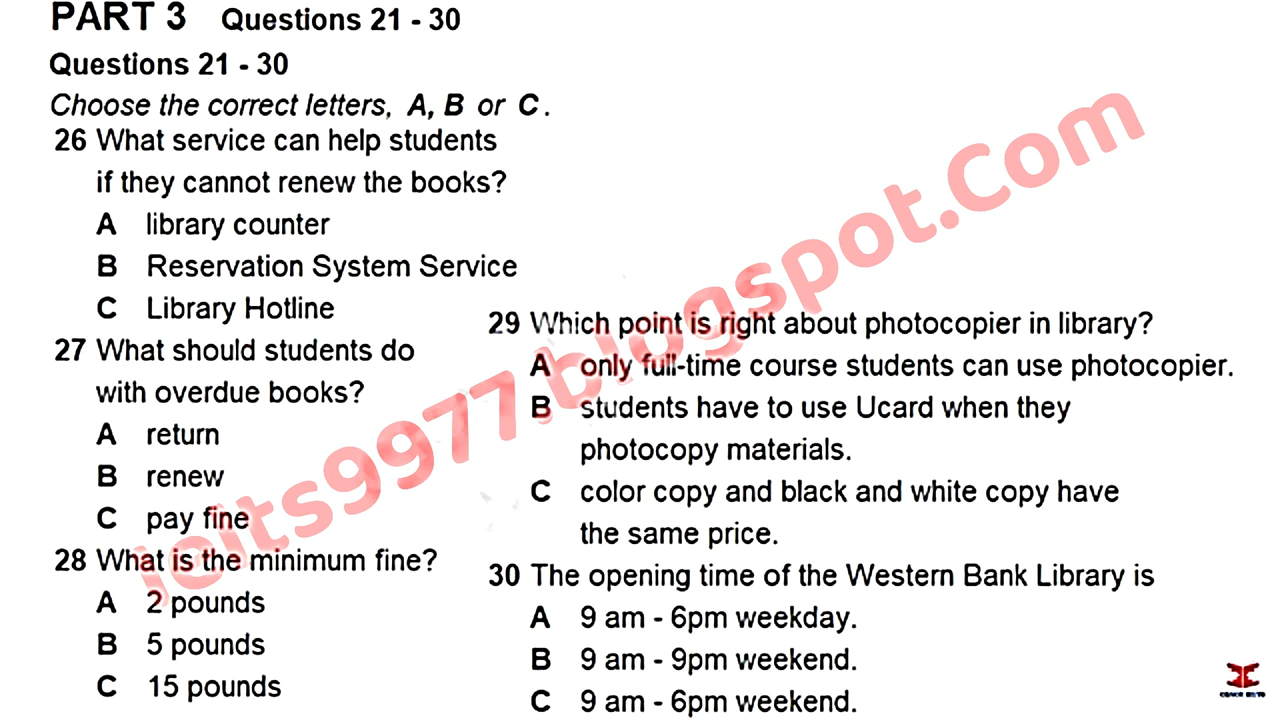 PART 3 Questions 21 - 30
Questions 21 - 30
Choose the correct letters, A, B or C.
26 What service can help students
if they cannot renew the books?
A library counter
B Reservation System Service
C Library Hotline
27 What should students do
with overdue books?
A return
B renew
C pay fine
28 What is the minimum fine?
A 2 pounds
B 5 pounds
C 15 pounds
29 Which point is right about photocopier in library?
A only full-time course students can use photocopier.
B students have to use Ucard when they
photocopy materials.
C color copy and black and white copy have
the same price.
30 The opening time of the Western Bank Library is
A 9 am - 6pm weekday.
B 9 am - 9pm weekend.
C 9 am - 6pm weekend.
ieits9977.blogspot.Com